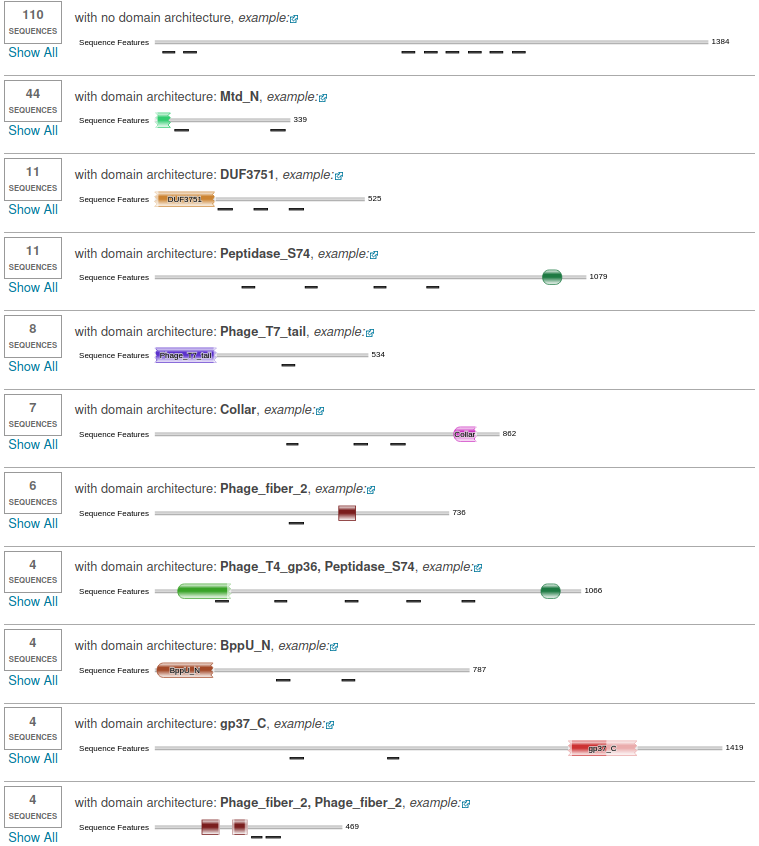 110
SEQUENCES
Show All
with no domain architecture, example:
Sequence Features
1384
44
SEQUENCES
Show All
with domain architecture: Mtd_N, example:
Sequence Features
339
11
SEQUENCES
Show All
with domain architecture: DUF3751, example:
Sequence Features
DUF3751
525
11
SEQUENCES
Show All
with domain architecture: Peptidase_S74, example:
Sequence Features
1079
8
SEQUENCES
Show All
with domain architecture: Phage_T7_tail, example:
Sequence Features
Phage_T7_tail
534
7
SEQUENCES
Show All
with domain architecture: Collar, example:
Sequence Features
Collar
862
6
SEQUENCES
Show All
with domain architecture: Phage_fiber_2, example:
Sequence Features
736
4
SEQUENCES
Show All
with domain architecture: Phage_T4_gp36, Peptidase_S74, example:
Sequence Features
1066
4
SEQUENCES
Show All
with domain architecture: BppU_N, example:
Sequence Features
BppU_N
787
4
SEQUENCES
Show All
with domain architecture: gp37_C, example:
Sequence Features
gp37_C
1419
4
SEQUENCES
Show All
with domain architecture: Phage_fiber_2, Phage_fiber_2, example:
Sequence Features
469